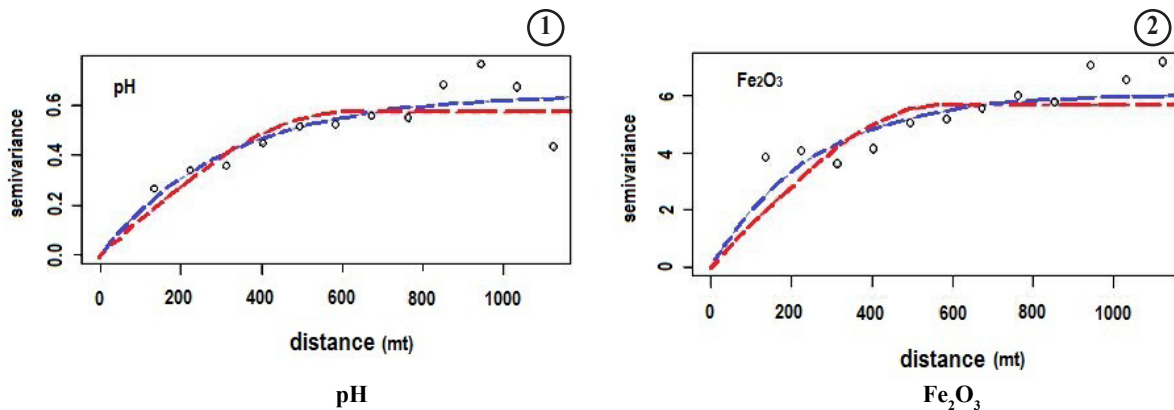 ①
pH
semivariance
0.0 0.2 0.4 0.6
0 200 400 600 800 1000
distance (mt)
pH
②
Fe₂O₃
semivariance
0 2 4 6
0 200 400 600 800 1000
distance (mt)
Fe₂O₃